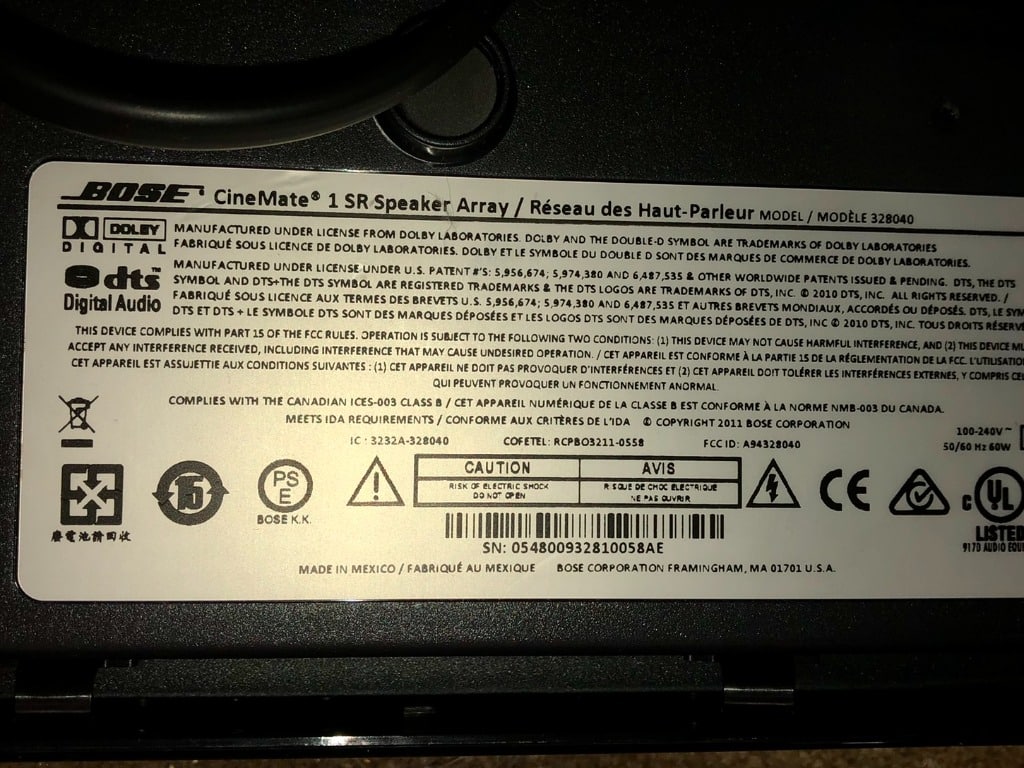 BOSE CineMate® 1 SR Speaker Array / Réseau des Haut-Parleur MODEL / MODÈLE 328040
DOLBY DIGITAL
MANUFACTURED UNDER LICENSE FROM DOLBY LABORATORIES. DOLBY AND THE DOUBLE-D SYMBOL ARE TRADEMARKS OF DOLBY LABORATORIES
FABRIQUÉ SOUS LICENCE DE DOLBY LABORATORIES. DOLBY ET LE SYMBOLE DU DOUBLE D SONT DES MARQUES DE COMMERCE DE DOLBY LABORATORIES.
dts™ Digital Audio
MANUFACTURED UNDER LICENSE UNDER U.S. PATENT #'S: 5,956,674; 5,974,380 AND 6,487,535 & OTHER WORLDWIDE PATENTS ISSUED & PENDING. DTS, THE DTS
SYMBOL AND DTS+THE DTS SYMBOL ARE REGISTERED TRADEMARKS & THE DTS LOGOS ARE TRADEMARKS OF DTS, INC. © 2010 DTS, INC. ALL RIGHTS RESERVED. /
FABRIQUÉ SOUS LICENCE AUX TERMES DES BREVETS U.S. 5,956,674; 5,974,380 AND 6,487,535 ET AUTRES BREVETS MONDIAUX, ACCORDÉS OU DÉPOSÉS. DTS, LE
DTS ET DTS + LE SYMBOLE DTS SONT DES MARQUES DÉPOSÉES ET LES LOGOS DTS SONT DES MARQUES DÉPOSÉES DE DTS, INC © 2010 DTS, INC. TOUS DROITS
THIS DEVICE COMPLIES WITH PART 15 OF THE FCC RULES. OPERATION IS SUBJECT TO THE FOLLOWING TWO CONDITIONS: (1) THIS DEVICE MAY NOT CAUSE HARMFUL INTERFERENCE, AND (2) THIS DEVICE
ACCEPT ANY INTERFERENCE RECEIVED, INCLUDING INTERFERENCE THAT MAY CAUSE UNDESIRED OPERATION. / CET APPAREIL EST CONFORME À LA PARTIE 15 DE LA RÉGLEMENTATION DE LA FCC.
CET APPAREIL EST ASSUJETTIE AUX CONDITIONS SUIVANTES : (1) CET APPAREIL NE DOIT PAS PROVOQUER D'INTERFÉRENCES ET (2) CET APPAREIL DOIT TOLÉRER LES INTERFÉRENCES EXTERNES, Y COMPRIS
QUI PEUVENT PROVOQUER UN FONCTIONNEMENT ANORMAL.
COMPLIES WITH THE CANADIAN ICES-003 CLASS B / CET APPAREIL NUMÉRIQUE DE LA CLASSE B EST CONFORME À LA NORME NMB-003 DU CANADA.
MEETS IDA REQUIREMENTS / CONFORME AUX CRITÈRES DE L'IDA © COPYRIGHT 2011 BOSE CORPORATION
IC : 3232A-328040 COFETEL: RCPBO3211-0558 FCC ID: A94328040
100-240V ~
50/60 Hz 60W
廢電池請回收
15
PS E
BOSE K.K.
CAUTION AVIS
RISK OF ELECTRIC SHOCK RISQUE DE CHOC ELECTRIQUE
DO NOT OPEN NE PAS OUVRIR
SN: 054800932810058AE
CE
c UL
LISTED
9170 AUDIO
MADE IN MEXICO / FABRIQUÉ AU MEXIQUE BOSE CORPORATION FRAMINGHAM, MA 01701 U.S.A.